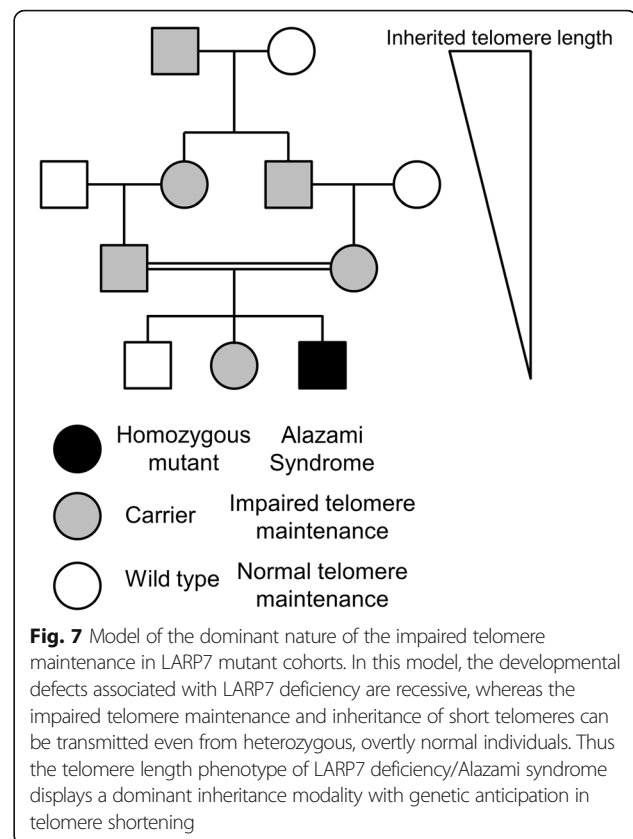 Inherited telomere length
Homozygous Alazami
mutant Syndrome
Carrier Impaired telomere
maintenance
Wild type Normal telomere
maintenance
Fig. 7 Model of the dominant nature of the impaired telomere
maintenance in LARP7 mutant cohorts. In this model, the developmental
defects associated with LARP7 deficiency are recessive, whereas the
impaired telomere maintenance and inheritance of short telomeres can
be transmitted even from heterozygous, overtly normal individuals. Thus
the telomere length phenotype of LARP7 deficiency/Alazami syndrome
displays a dominant inheritance modality with genetic anticipation in
telomere shortening